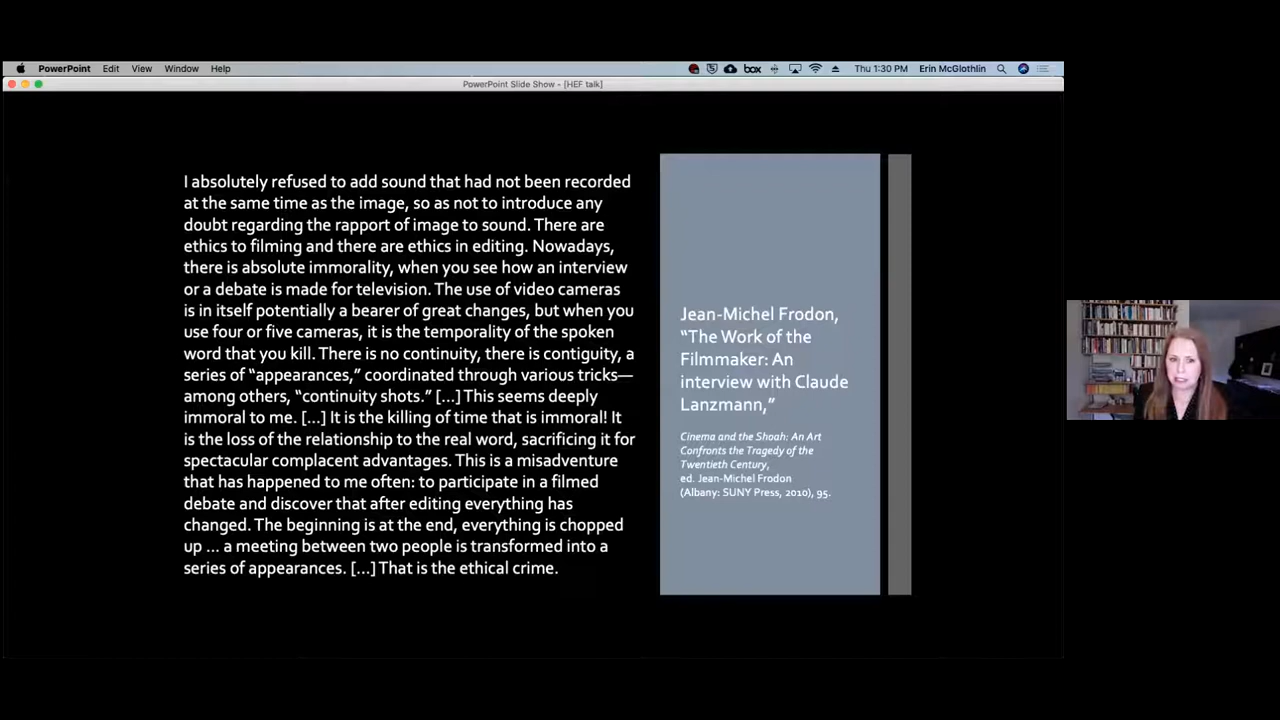 PowerPoint Edit View Window Help
box Thu 1:30 PM Erin McGlothlin
PowerPoint Slide Show - [HEF talk]
I absolutely refused to add sound that had not been recorded
at the same time as the image, so as not to introduce any
doubt regarding the rapport of image to sound. There are
ethics to filming and there are ethics in editing. Nowadays,
there is absolute immorality, when you see how an interview
or a debate is made for television. The use of video cameras
is in itself potentially a bearer of great changes, but when you
use four or five cameras, it is the temporality of the spoken
word that you kill. There is no continuity, there is contiguity, a
series of “appearances,” coordinated through various tricks—
among others, “continuity shots.” [...] This seems deeply
immoral to me. [...] It is the killing of time that is immoral! It
is the loss of the relationship to the real word, sacrificing it for
spectacular complacent advantages. This is a misadventure
that has happened to me often: to participate in a filmed
debate and discover that after editing everything has
changed. The beginning is at the end, everything is chopped
up ... a meeting between two people is transformed into a
series of appearances. [...] That is the ethical crime.
Jean-Michel Frodon,
“The Work of the
Filmmaker: An
interview with Claude
Lanzmann,”
Cinema and the Shoah: An Art
Confronts the Tragedy of the
Twentieth Century,
ed. Jean-Michel Frodon
(Albany: SUNY Press, 2010), 95.